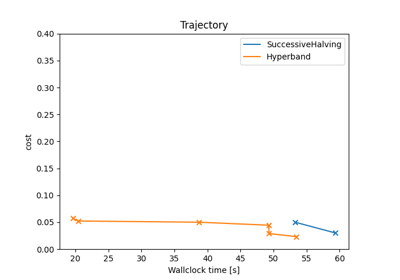 Trajectory
SuccessiveHalving
Hyperband
cost
0.40
0.35
0.30
0.25
0.20
0.15
0.10
0.05
0.00
20 25 30 35 40 45 50 55 60
Wallclock time [s]